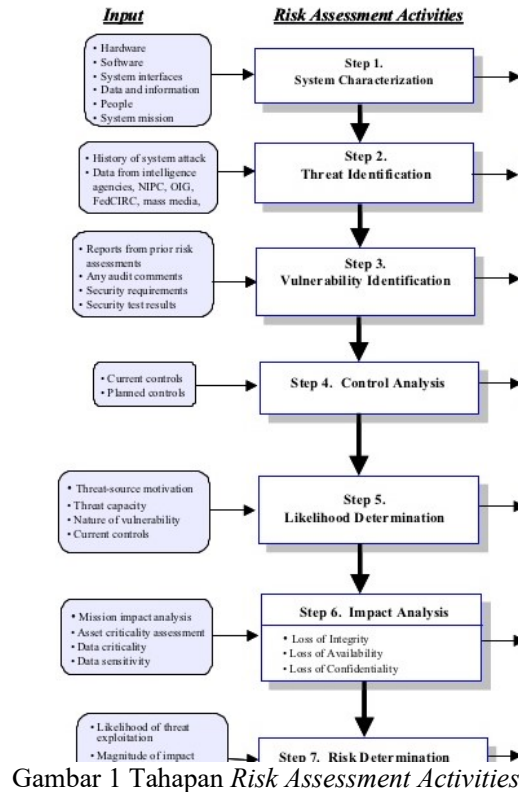 Input
Risk Assessment Activities
• Hardware
• Software
• System interfaces
• Data and information
• People
• System mission
Step 1.
System Characterization
• History of system attack
• Data from intelligence
agencies, NIPC, OIG,
FedCIRC, mass media,
Step 2.
Threat Identification
• Reports from prior risk
assessments
• Any audit comments
• Security requirements
• Security test results
Step 3.
Vulnerability Identification
• Current controls
• Planned controls
Step 4. Control Analysis
• Threat-source motivation
• Threat capacity
• Nature of vulnerability
• Current controls
Step 5.
Likelihood Determination
• Mission impact analysis
• Asset criticality assessment
• Data criticality
• Data sensitivity
Step 6. Impact Analysis
• Loss of Integrity
• Loss of Availability
• Loss of Confidentiality
• Likelihood of threat
exploitation
• Magnitude of impact
Step 7. Risk Determination
Gambar 1 Tahapan Risk Assessment Activities